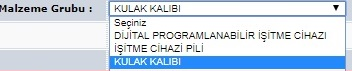 Malzeme Grubu : KULAK KALIBI
Seçiniz
DİJİTAL PROGRAMLANABİLİR İŞİTME CİHAZI
İŞİTME CİHAZI PİLİ
KULAK KALIBI